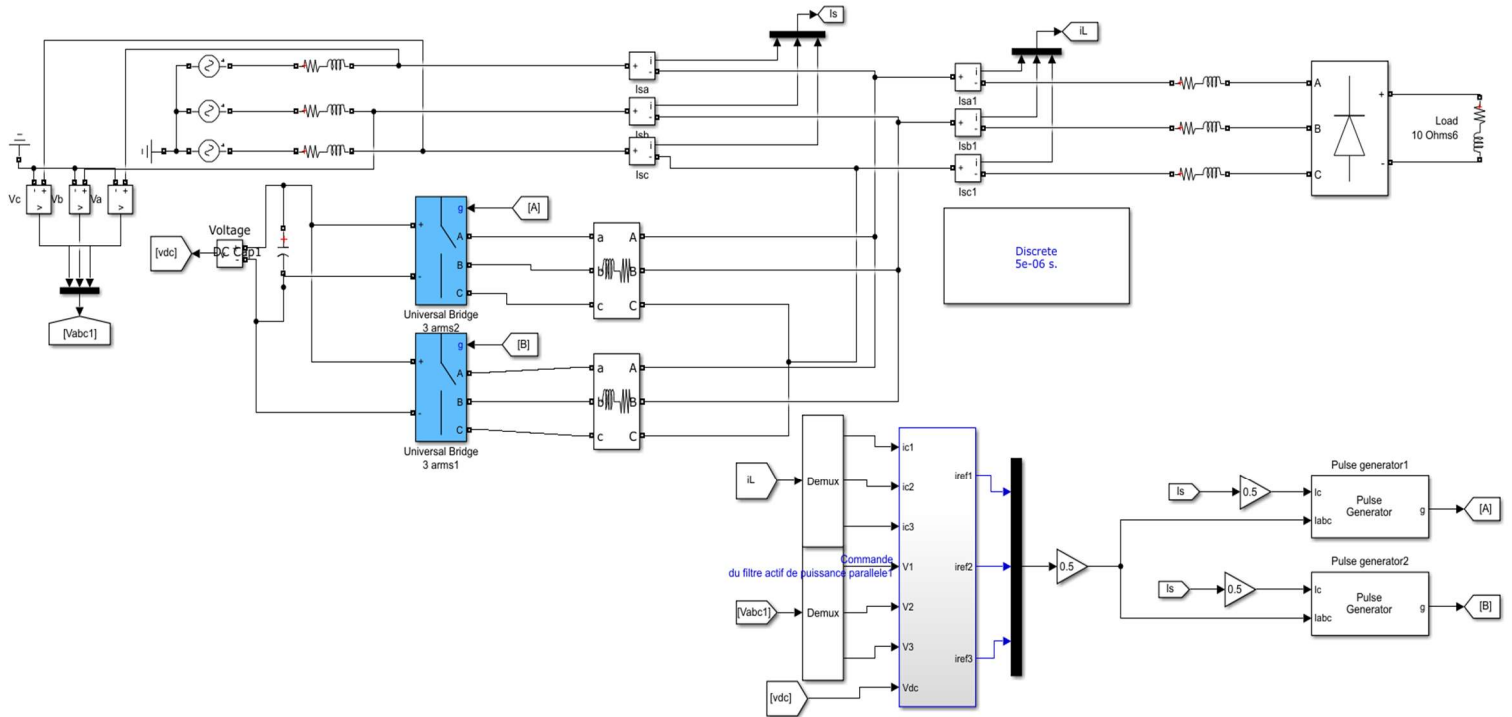 Is
iL
+
i
-
Isa
+
i
-
Isb
+
i
-
Isc
+
i
-
Isa1
+
i
-
Isb1
+
i
-
Isc1
A
B
C
+
-
Load
10 Ohms6
Vc
Vb
Va
[Vabc1]
[vdc]
Voltage
DC Cap1
g
+
A
B
-
C
Universal Bridge
3 arms2
[A]
a
A
b
B
c
C
g
+
A
B
-
C
Universal Bridge
3 arms1
[B]
a
A
b
B
c
C
Discrete
5e-06 s.
iL
Demux
[Vabc1]
Demux
[vdc]
ic1
ic2
ic3
V1
V2
V3
Vdc
iref1
iref2
iref3
Commande
du filtre actif de puissance parallele1
0.5
Pulse generator1
Is
0.5
Ic
Iabc
Pulse
Generator
g
[A]
Pulse generator2
Is
0.5
Ic
Iabc
Pulse
Generator
g
[B]